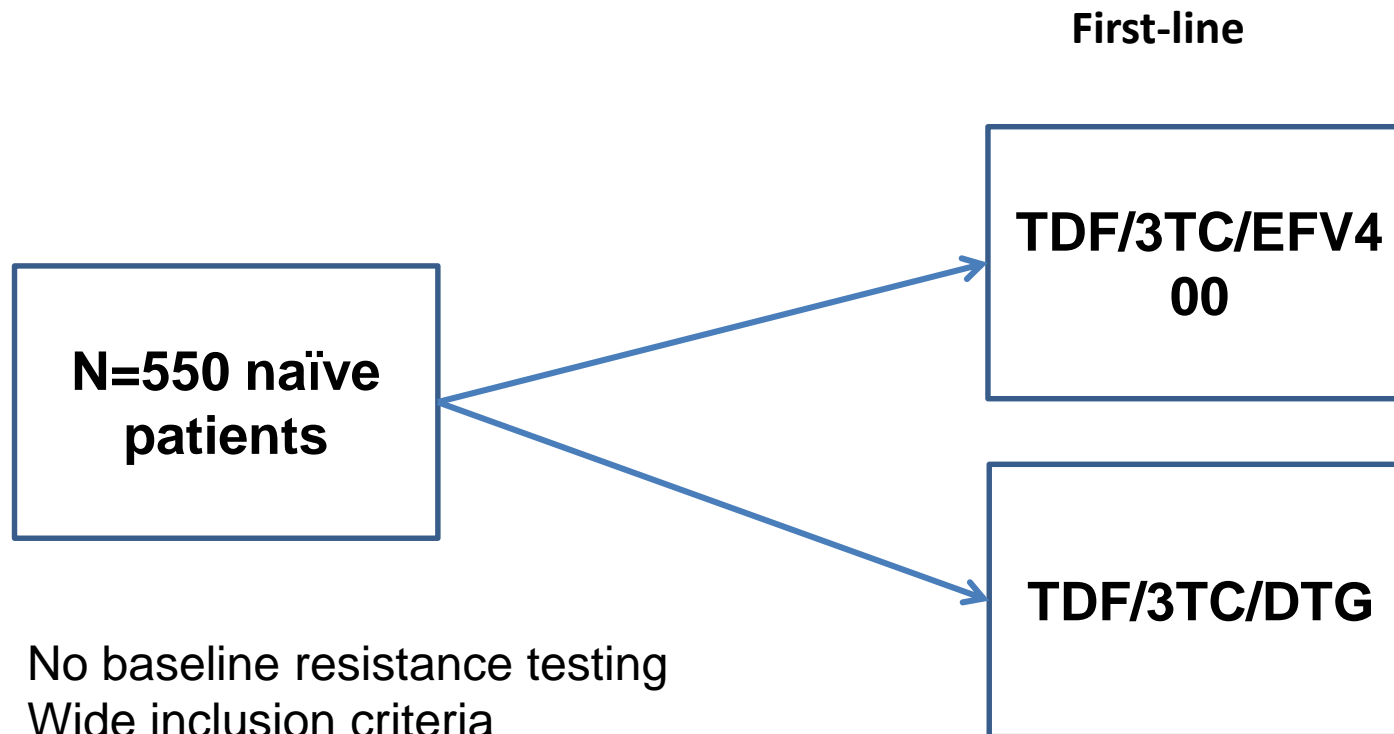 First-line
TDF/3TC/EFV4
00
N=550 naïve
patients
TDF/3TC/DTG
No baseline resistance testing
Wide inclusion criteria